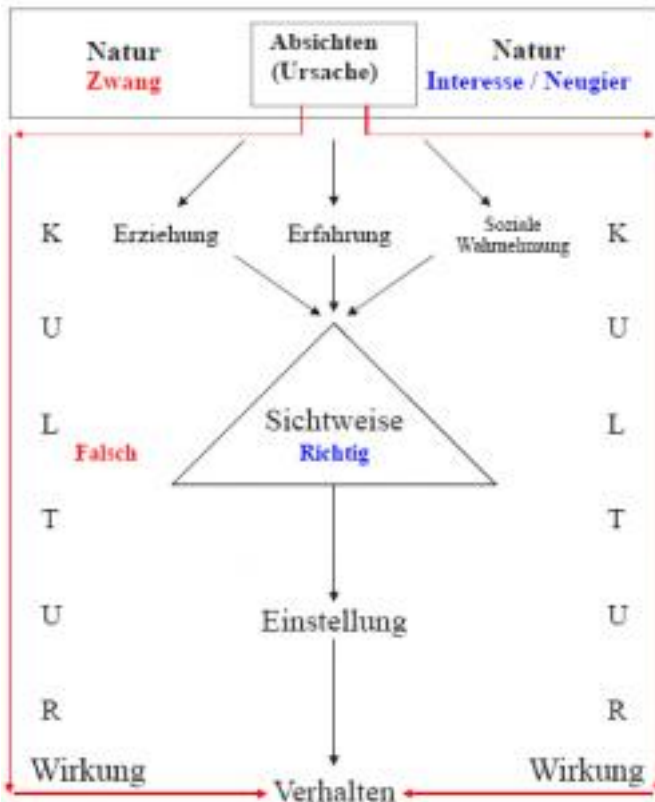 Natur
Zwang
Absichten
(Ursache)
Natur
Interesse / Neugier
Erziehung
Erfahrung
Soziale
Wahrnehmung
K
U
L
T
U
R
K
U
L
T
U
R
Sichtweise
Falsch
Richtig
Einstellung
Wirkung
Verhalten
Wirkung